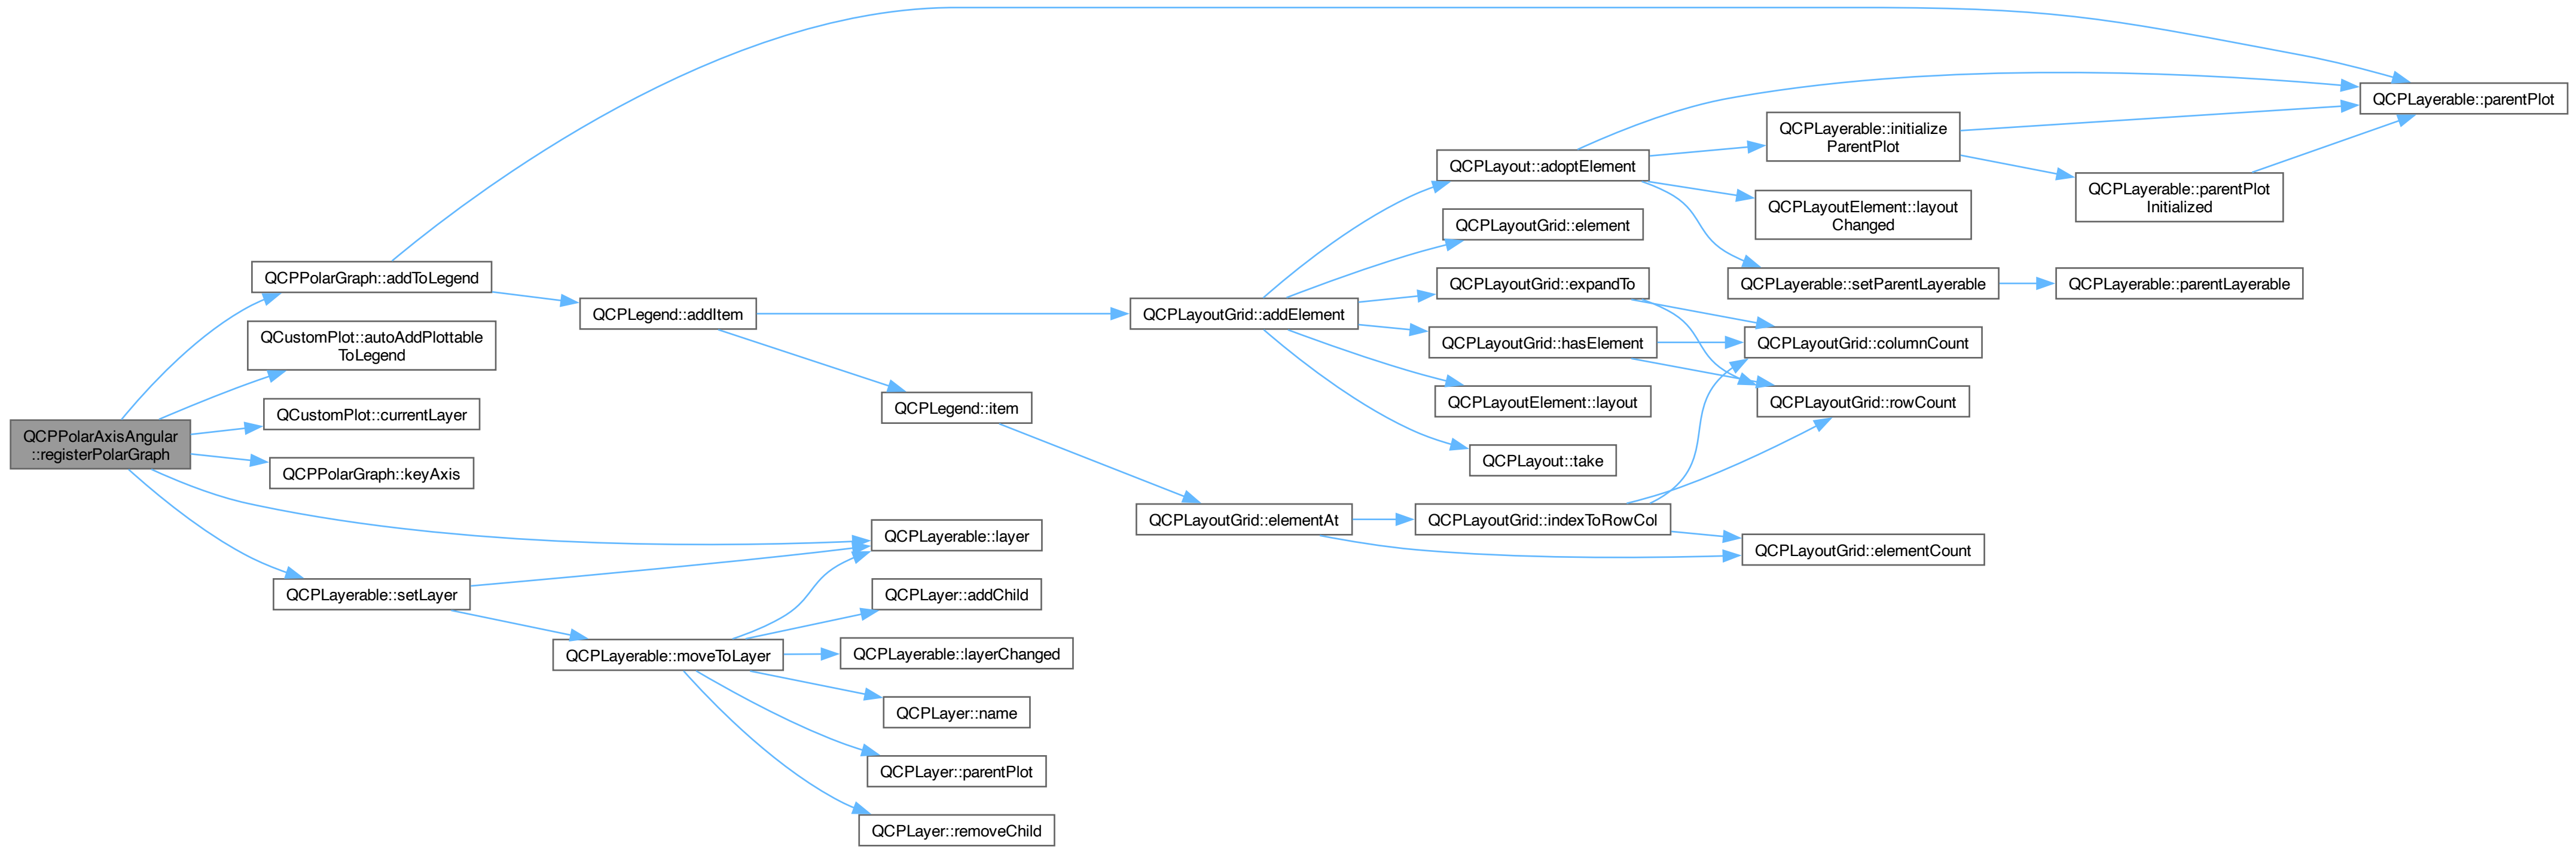 QCPPolarAxisAngular
::registerPolarGraph
QCPPolarGraph::addToLegend
QCustomPlot::autoAddPlottable
ToLegend
QCustomPlot::currentLayer
QCPPolarGraph::keyAxis
QCPLayerable::setLayer
QCPLegend::addItem
QCPLegend::item
QCPLayerable::layer
QCPLayerable::moveToLayer
QCPLayer::addChild
QCPLayerable::layerChanged
QCPLayer::name
QCPLayer::parentPlot
QCPLayer::removeChild
QCPLayoutGrid::addElement
QCPLayoutGrid::elementAt
QCPLayout::adoptElement
QCPLayoutGrid::element
QCPLayoutGrid::expandTo
QCPLayoutGrid::hasElement
QCPLayoutElement::layout
QCPLayout::take
QCPLayoutGrid::indexToRowCol
QCPLayerable::initialize
ParentPlot
QCPLayoutElement::layout
Changed
QCPLayerable::setParentLayerable
QCPLayoutGrid::columnCount
QCPLayoutGrid::rowCount
QCPLayoutGrid::elementCount
QCPLayerable::parentPlot
Initialized
QCPLayerable::parentLayerable
QCPLayerable::parentPlot